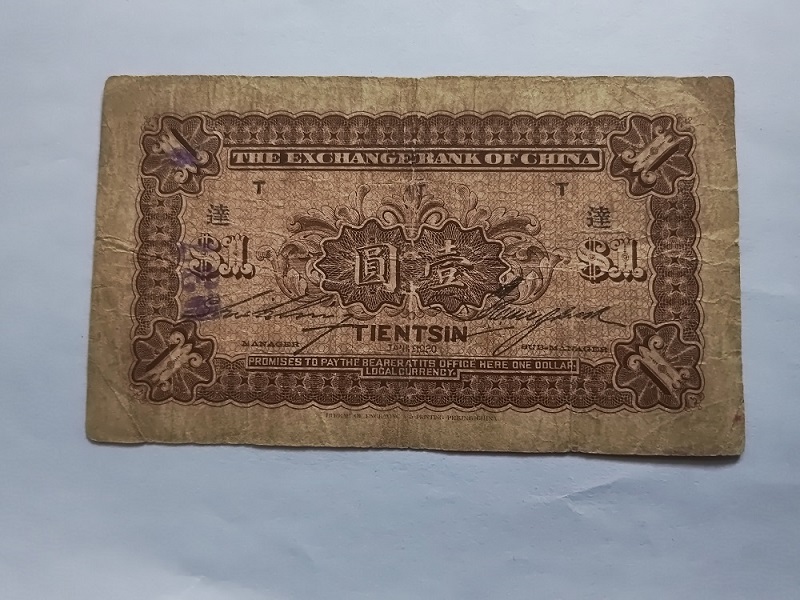 THE EXCHANGE BANK OF CHINA
T T T
達 達
$1. 圓 壹 $1.
TIENTSIN
MANAGER 1920 SUB-MANAGER
PROMISES TO PAY THE BEARER AT ITS OFFICE HERE ONE DOLLAR
LOCAL CURRENCY.